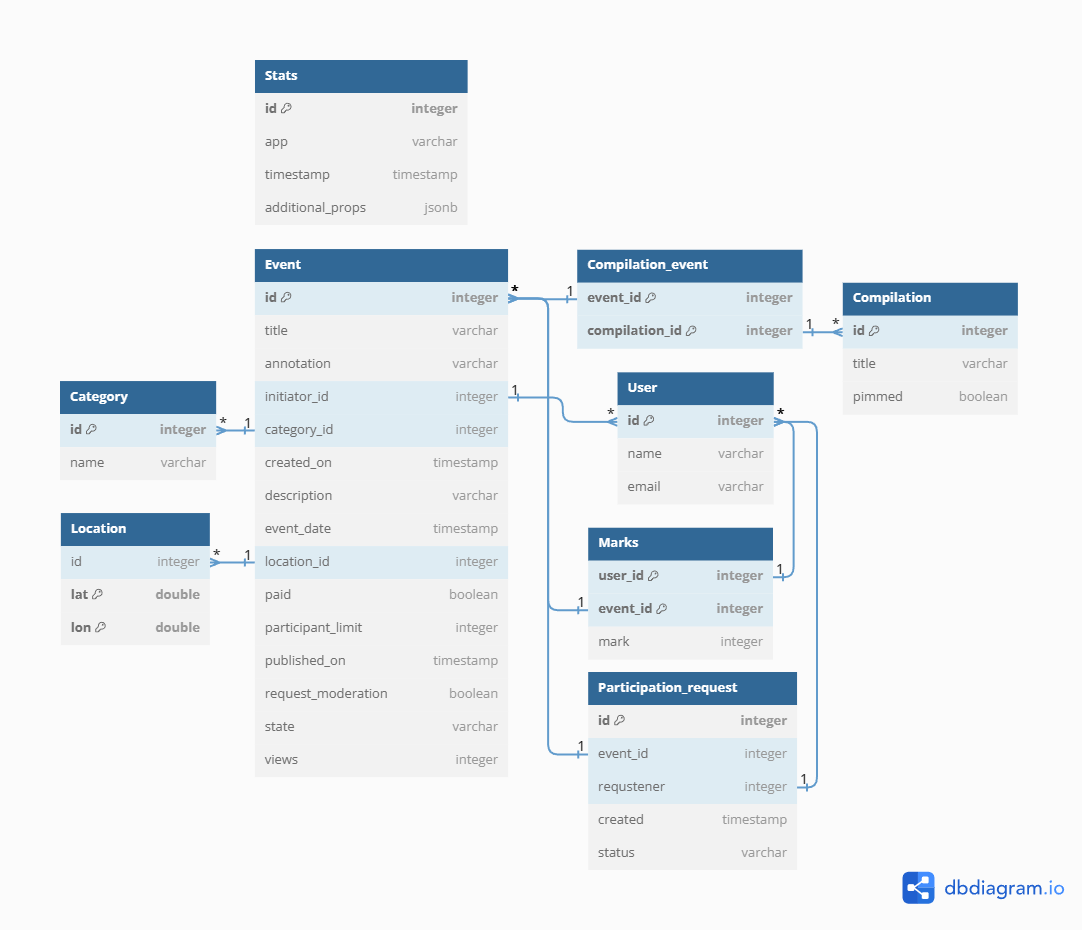 Stats
id integer
app varchar
timestamp timestamp
additional_props jsonb
Event
id integer
title varchar
annotation varchar
initiator_id integer
category_id integer
created_on timestamp
description varchar
event_date timestamp
location_id integer
paid boolean
participant_limit integer
published_on timestamp
request_moderation boolean
state varchar
views integer
Category
id integer
name varchar
Location
id integer
lat double
lon double
Compilation_event
event_id integer
compilation_id integer
Compilation
id integer
title varchar
pimmed boolean
User
id integer
name varchar
email varchar
Marks
user_id integer
event_id integer
mark integer
Participation_request
id integer
event_id integer
requstener integer
created timestamp
status varchar
* 1
* 1
* 1
1 *
1 *
* 1
1
1 1
dbdiagram.io